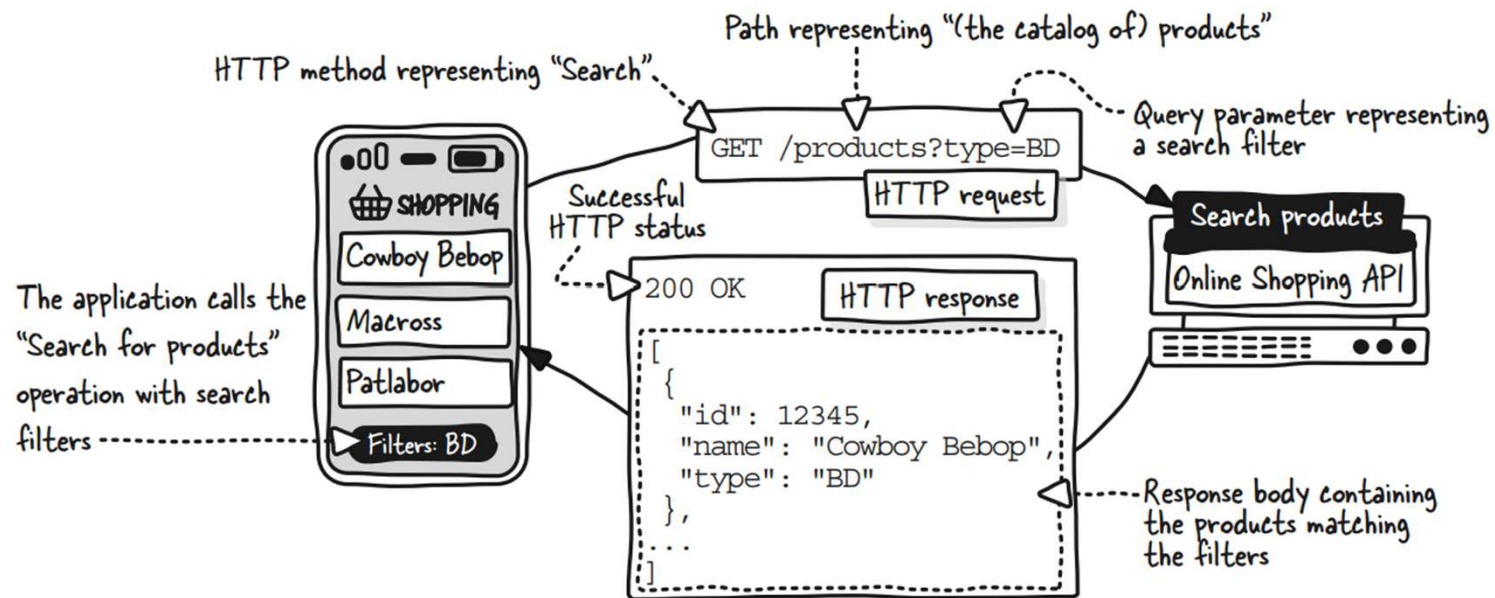 Path representing “(the catalog of) products”
HTTP method representing “Search”
Query parameter representing
a search filter
GET /products?type=BD
HTTP request
SHOPPING
Cowboy Bebop
Macross
Patlabor
Filters: BD
The application calls the
“Search for products”
operation with search
filters
Successful
HTTP status
Search products
Online Shopping API
200 OK
HTTP response
[
{
"id": 12345,
"name": "Cowboy Bebop",
"type": "BD"
},
...
]
Response body containing
the products matching
the filters